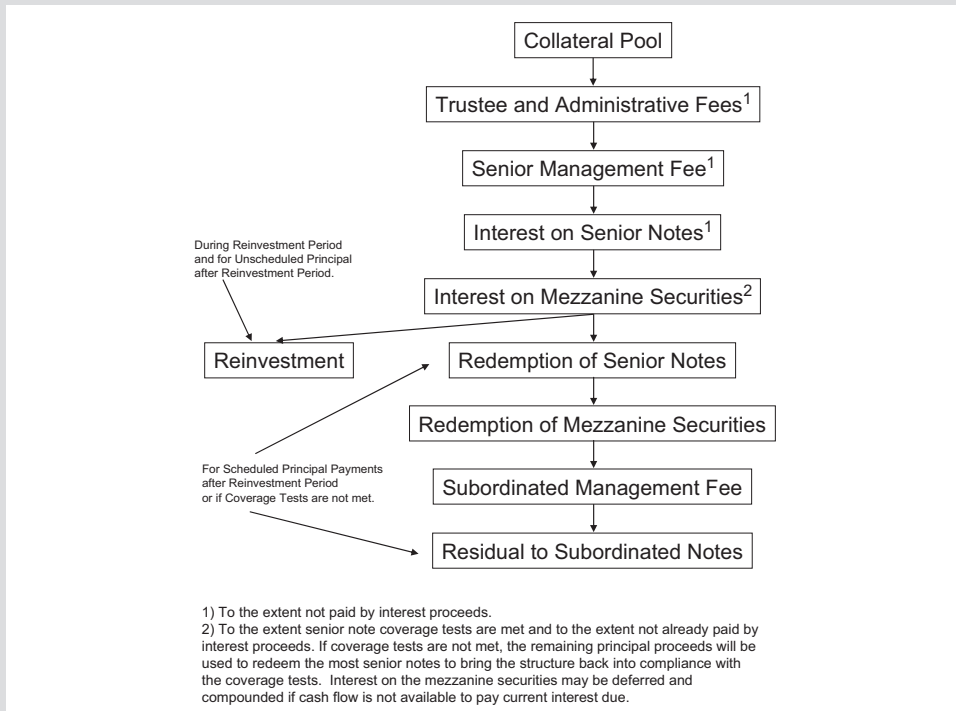 Collateral Pool
Trustee and Administrative Fees1
Senior Management Fee1
Interest on Senior Notes1
During Reinvestment Period
and for Unscheduled Principal
after Reinvestment Period.
Interest on Mezzanine Securities2
Reinvestment
Redemption of Senior Notes
Redemption of Mezzanine Securities
For Scheduled Principal Payments
after Reinvestment Period
or if Coverage Tests are not met.
Subordinated Management Fee
Residual to Subordinated Notes
1) To the extent not paid by interest proceeds.
2) To the extent senior note coverage tests are met and to the extent not already paid by
interest proceeds. If coverage tests are not met, the remaining principal proceeds will be
used to redeem the most senior notes to bring the structure back into compliance with
the coverage tests. Interest on the mezzanine securities may be deferred and
compounded if cash flow is not available to pay current interest due.